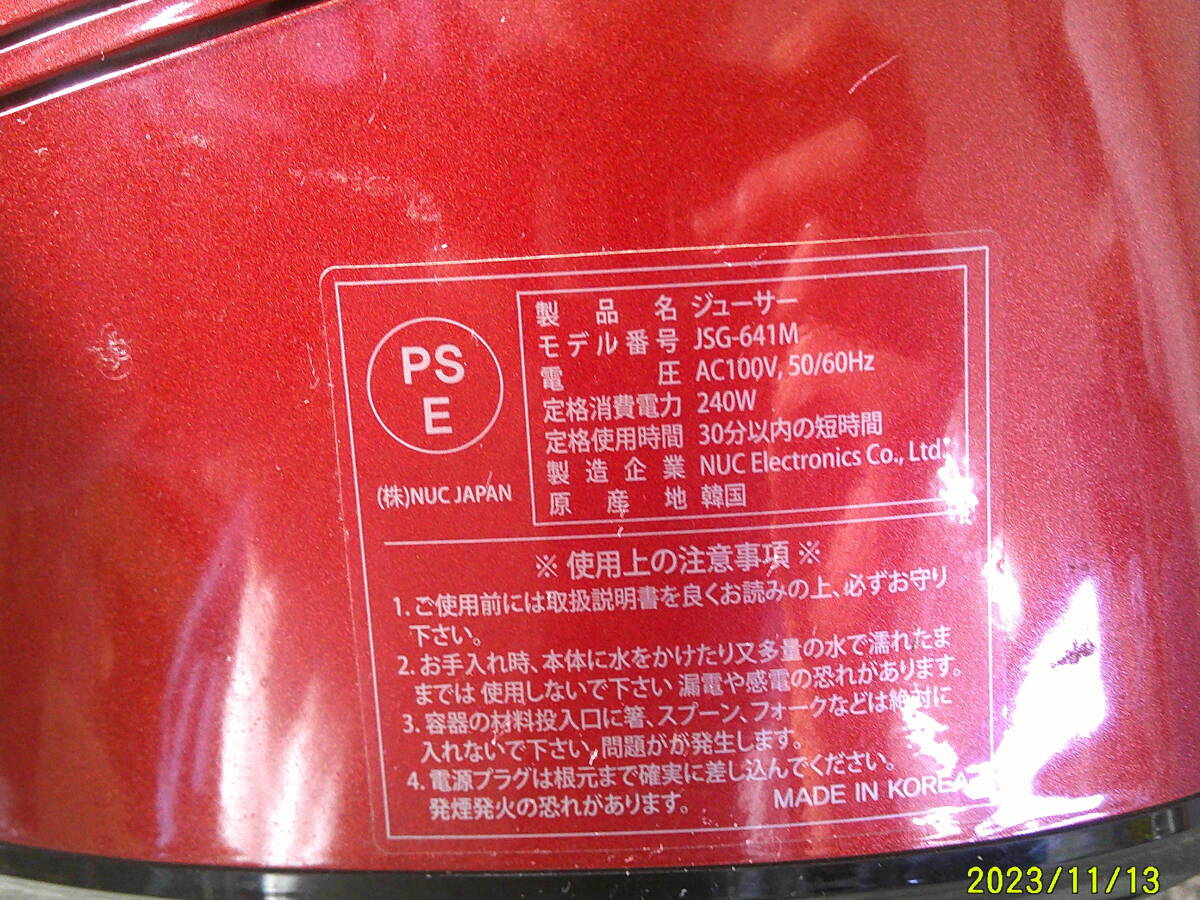 PS
E
(株)NUC JAPAN
製品名 ジューサー
モデル番号 JSG-641M
電圧 AC100V, 50/60Hz
定格消費電力 240W
定格使用時間 30分以内の短時間
製造企業 NUC Electronics Co., Ltd.
原産地 韓国
※ 使用上の注意事項 ※
1. ご使用前には取扱説明書を良くお読みの上、必ずお守り
下さい。
2. お手入れ時、本体に水をかけたり又多量の水で濡れたま
までは 使用しないで下さい 漏電や感電の恐れがあります。
3. 容器の材料投入口に箸、スプーン、フォークなどは絶対に
入れないで下さい, 問題がが発生します。
4. 電源プラグは根元まで確実に差し込んでください。
発煙発火の恐れがあります。
MADE IN KOREA
2023/11/13